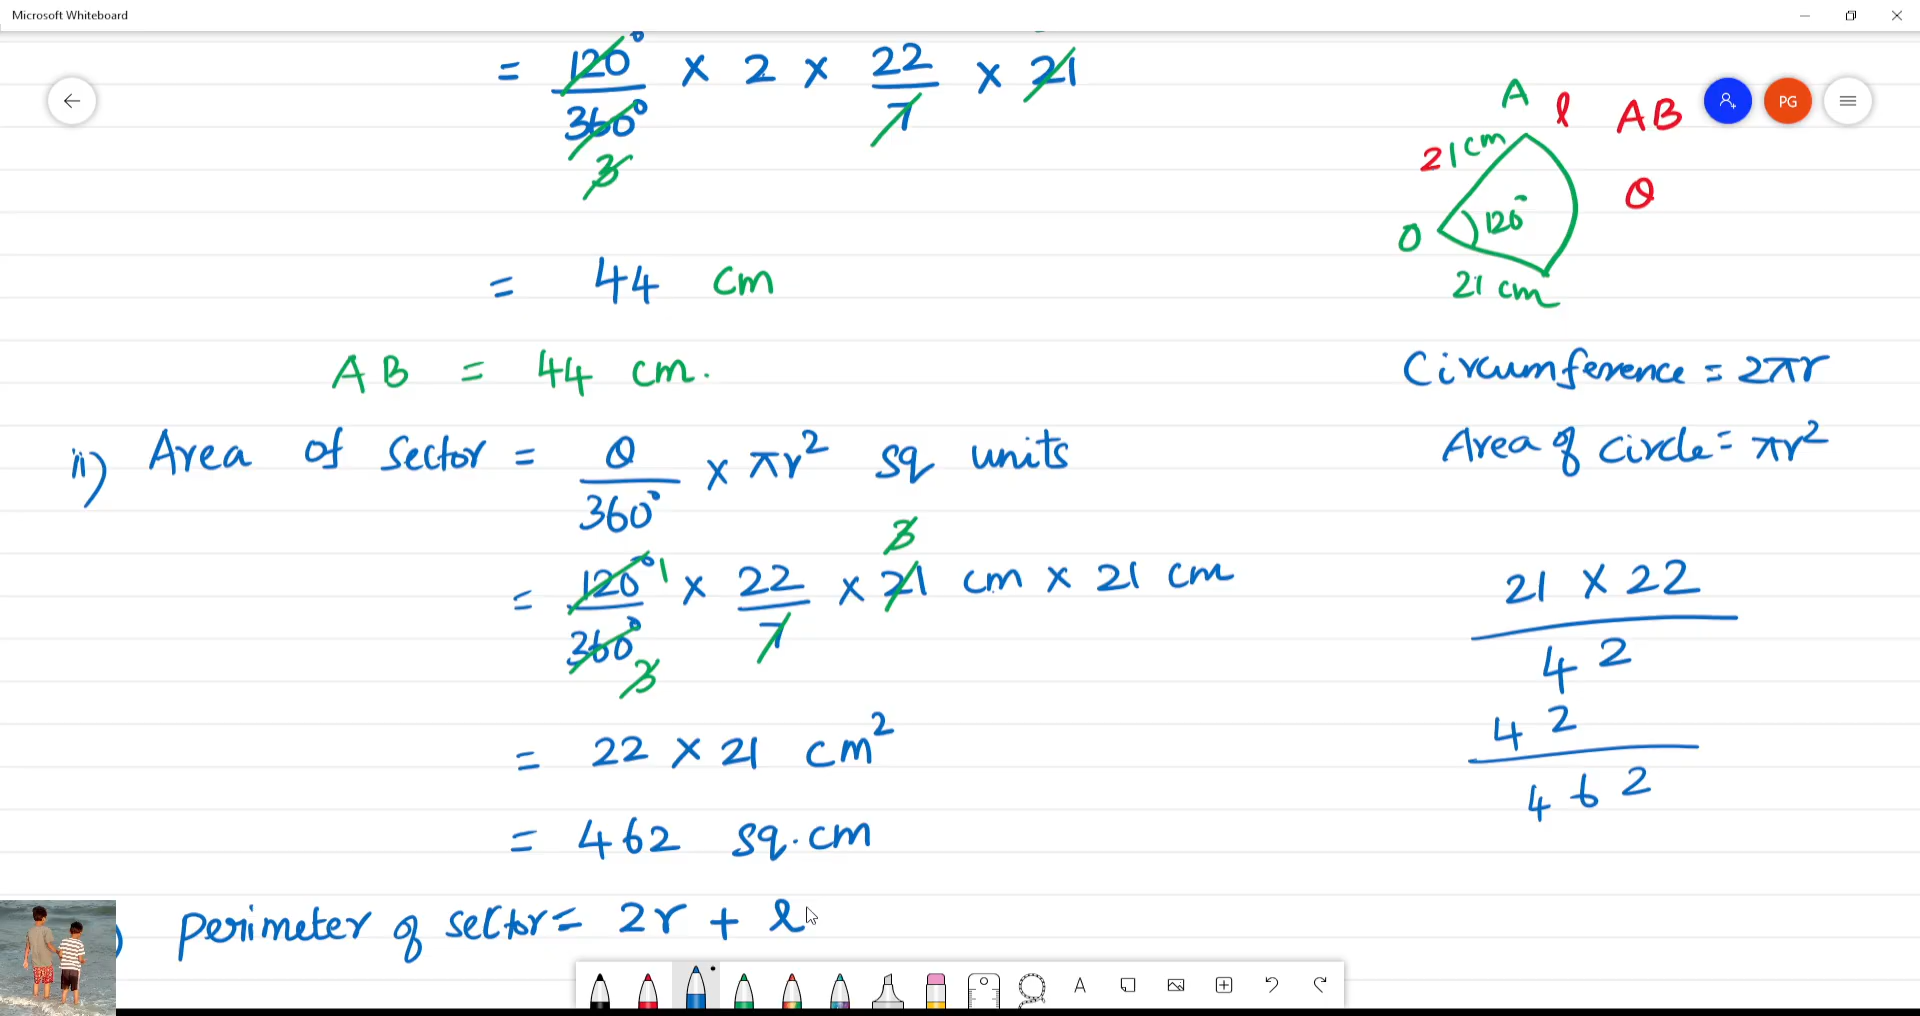 Microsoft Whiteboard
= 120°/360° × 2 × 22/7 × 21
3
= 44 cm
AB = 44 cm.
ii) Area of sector = θ/360° × πr² sq units
3
= 120°/360° 1 × 22/7 × 21 cm × 21 cm
3
= 22 × 21 cm²
= 462 sq.cm
) perimeter of sector = 2r + l
A l AB
PG
21 cm
θ
O 120°
21 cm
Circumference = 2πr
Area of circle = πr²
21 × 22
42
42
462
A